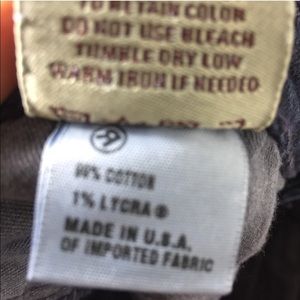 TO RETAIN COLOR
DO NOT USE BLEACH
TUMBLE DRY LOW
WARM IRON IF NEEDED
R
COTTON
1% LYCRA ®
MADE IN U.S.A.
OF IMPORTED FABRIC